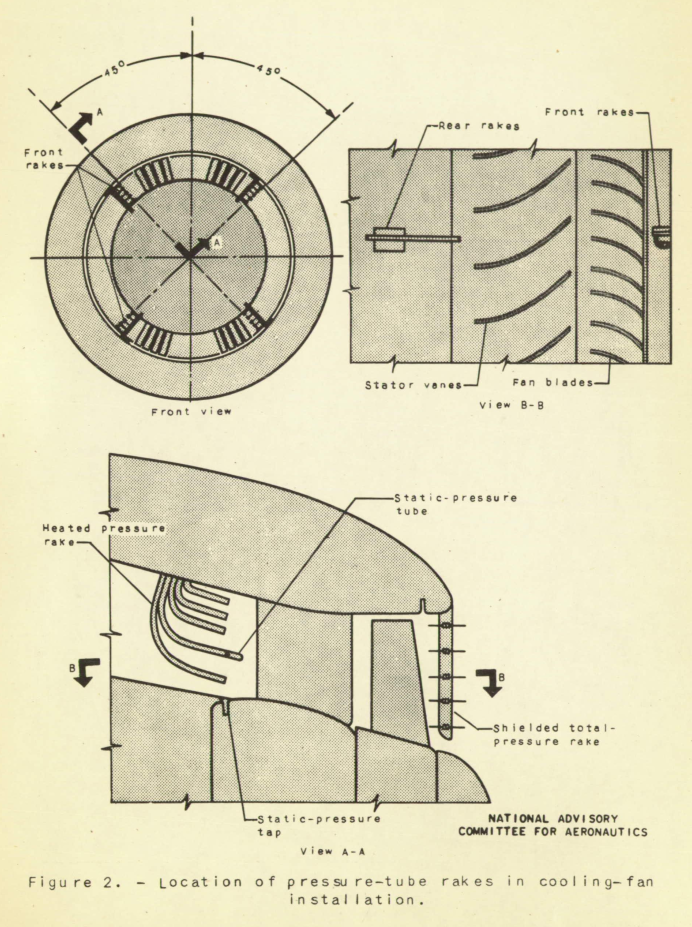 45°
45°
A
Front
rakes
A
Front view
Rear rakes
Front rakes
Stator vanes
Fan blades
View B-B
Static-pressure
tube
Heated pressure
rake
B
B
Shielded total-
pressure rake
Static-pressure
tap
View A-A
NATIONAL ADVISORY
COMMITTEE FOR AERONAUTICS
Figure 2. - Location of pressure-tube rakes in cooling-fan
installation.